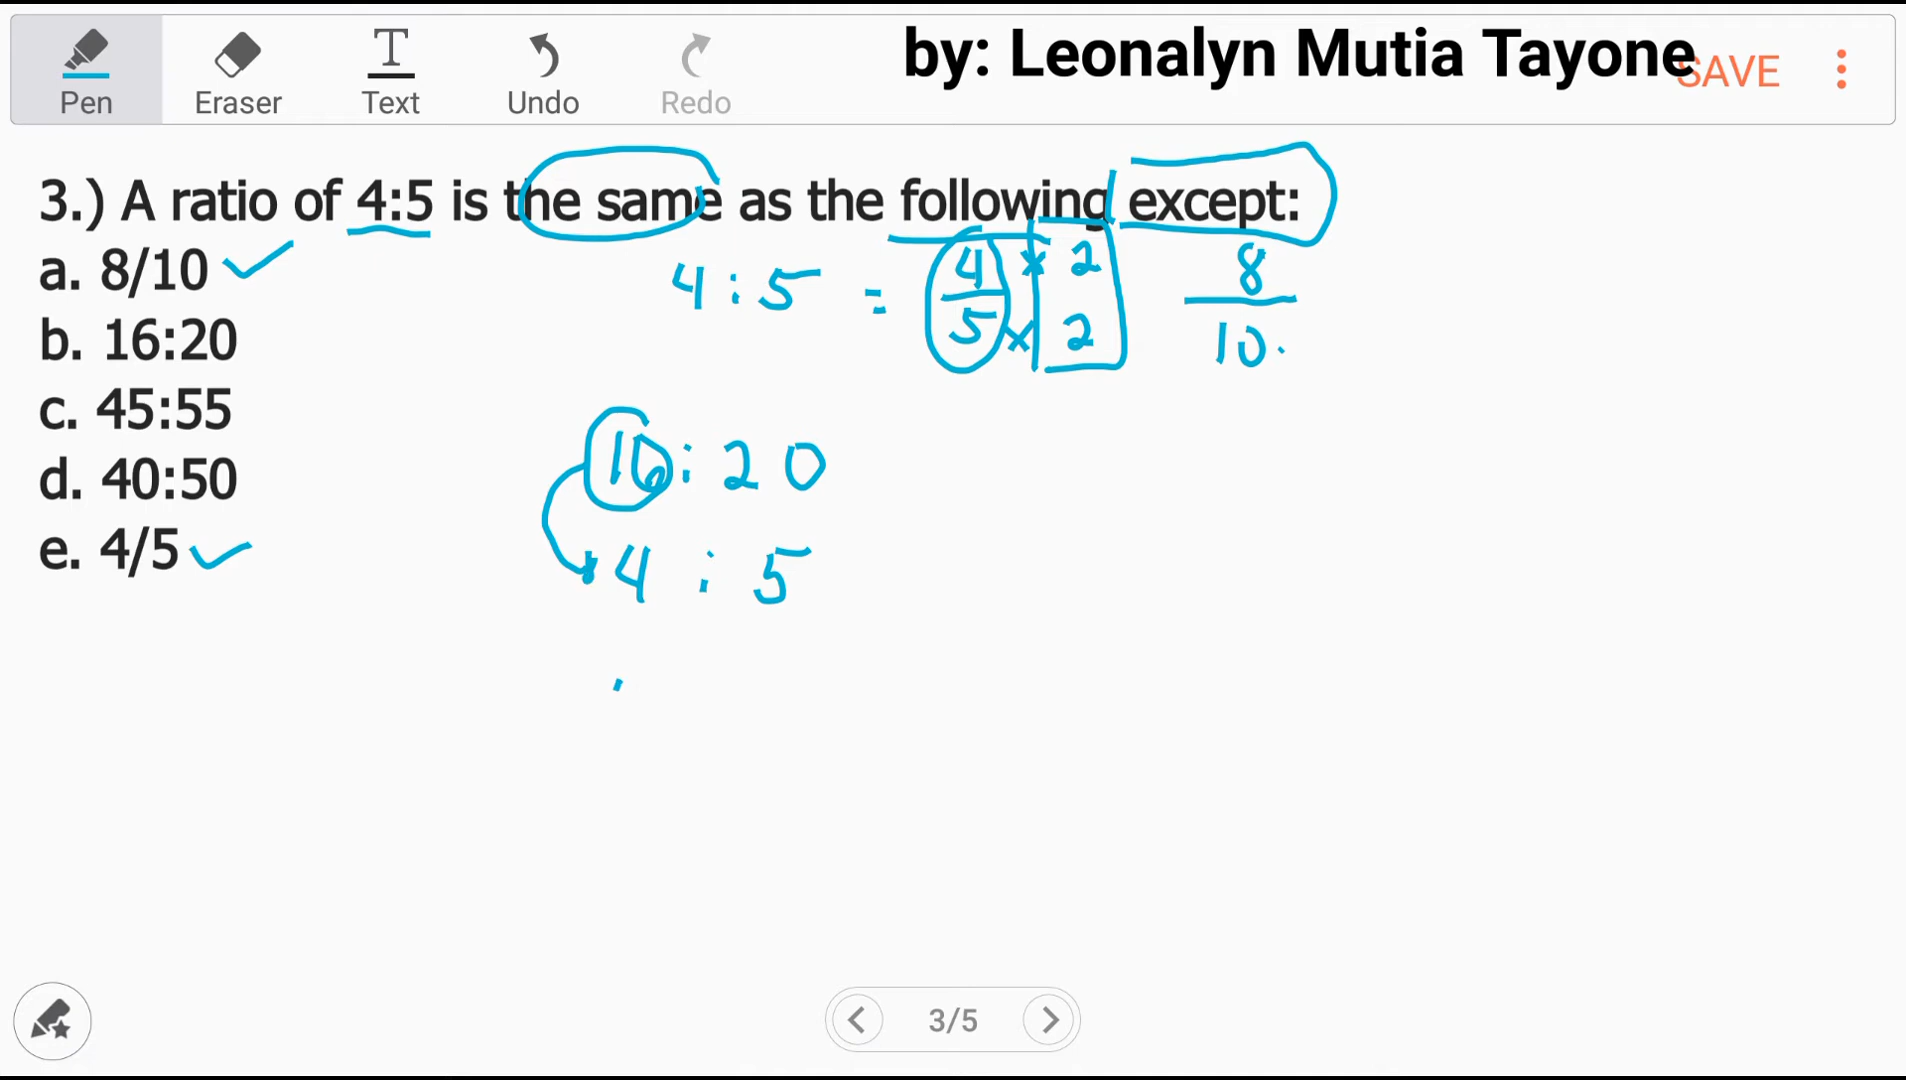 by: Leonalyn Mutia Tayone
SAVE
Pen
Eraser
Text
Undo
Redo
3.) A ratio of 4:5 is the same as the following except:
a. 8/10
b. 16:20
c. 45:55
d. 40:50
e. 4/5
4 : 5 = 4/5 × 2/× 2 8/10.
16 : 20
4 : 5
3/5